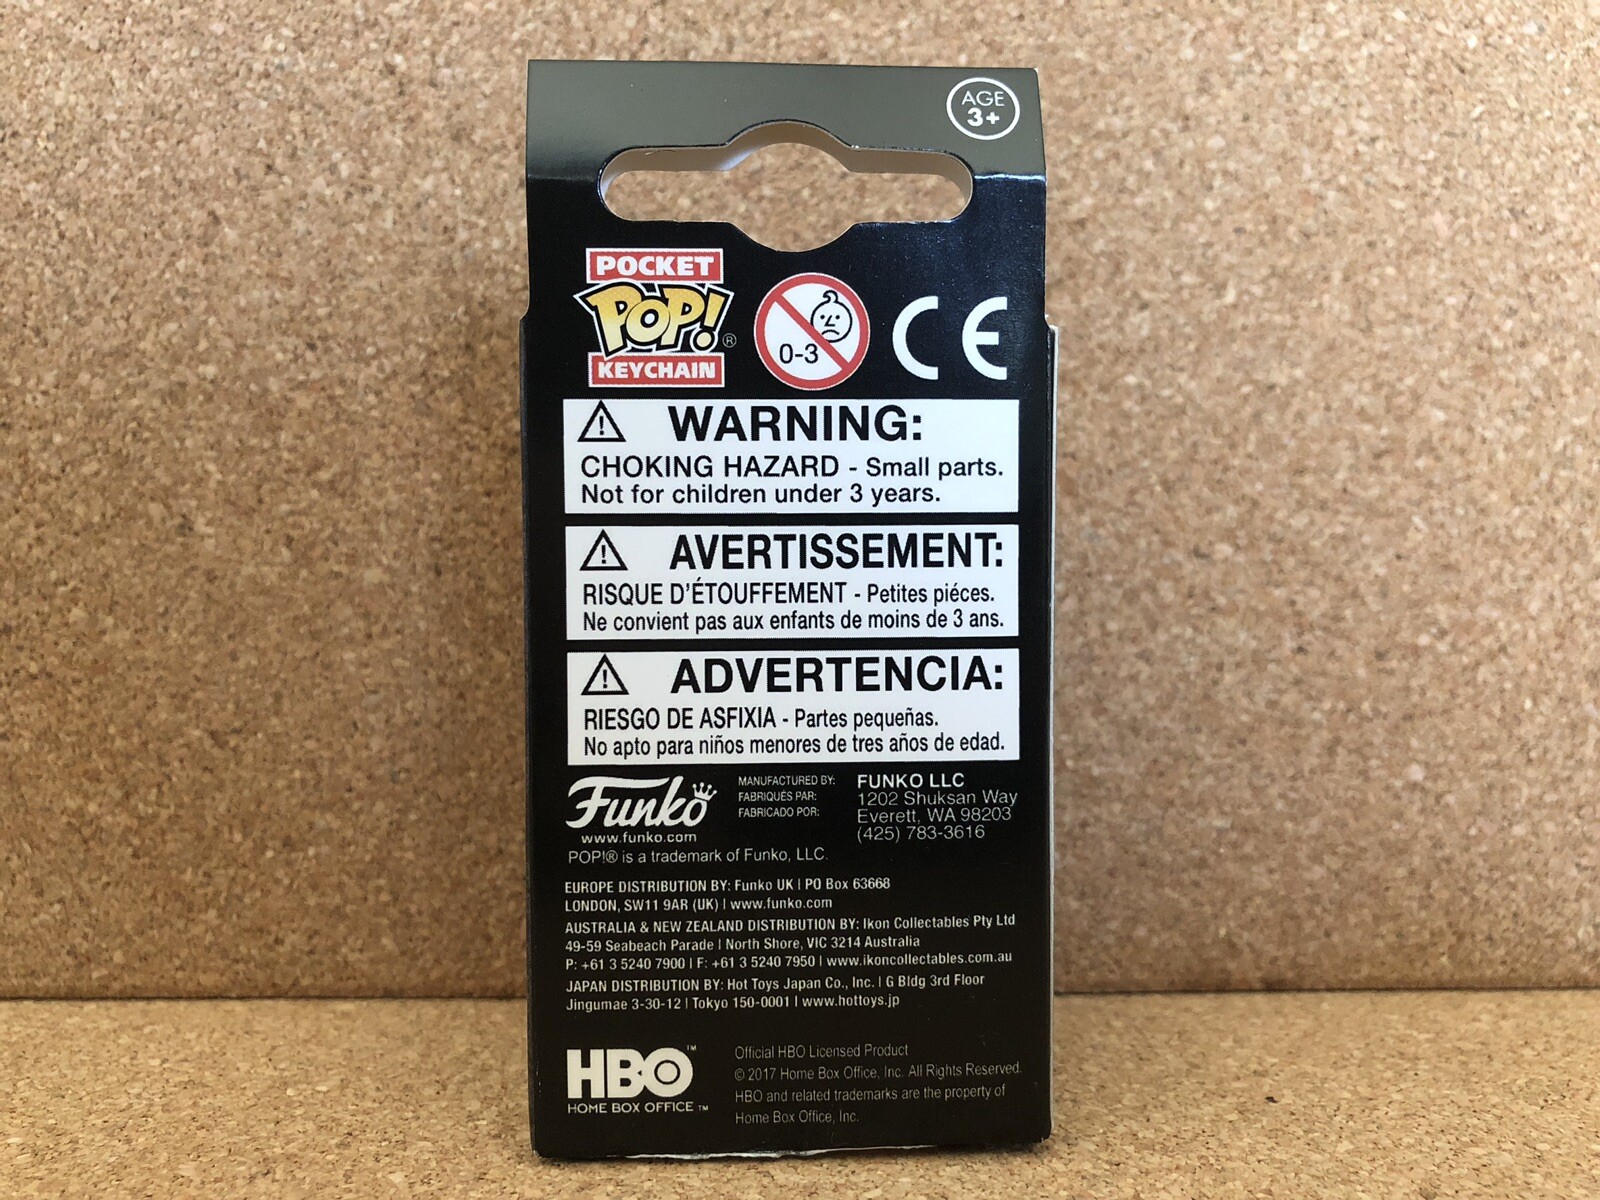 AGE
3+
POCKET
POP!®
KEYCHAIN
0-3
CE
WARNING:
CHOKING HAZARD - Small parts.
Not for children under 3 years.
AVERTISSEMENT:
RISQUE D'ÉTOUFFEMENT - Petites piéces.
Ne convient pas aux enfants de moins de 3 ans.
ADVERTENCIA:
RIESGO DE ASFIXIA - Partes pequeñas.
No apto para niños menores de tres años de edad.
Funko
www.funko.com
MANUFACTURED BY:
FABRIQUÉS PAR:
FABRICADO POR:
FUNKO LLC
1202 Shuksan Way
Everett, WA 98203
(425) 783-3616
POP!® is a trademark of Funko, LLC.
EUROPE DISTRIBUTION BY: Funko UK | PO Box 63668
LONDON, SW11 9AR (UK) | www.funko.com
AUSTRALIA & NEW ZEALAND DISTRIBUTION BY: Ikon Collectables Pty Ltd
49-59 Seabeach Parade | North Shore, VIC 3214 Australia
P: +61 3 5240 7900 | F: +61 3 5240 7950 | www.ikoncollectables.com.au
JAPAN DISTRIBUTION BY: Hot Toys Japan Co., Inc. | G Bldg 3rd Floor
Jingumae 3-30-12 | Tokyo 150-0001 | www.hottoys.jp
HBO™
HOME BOX OFFICE™
Official HBO Licensed Product
© 2017 Home Box Office, Inc. All Rights Reserved.
HBO and related trademarks are the property of
Home Box Office, Inc.